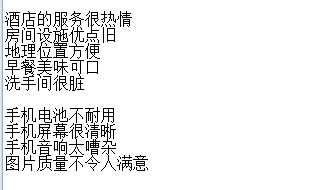 酒店的服务很热情
房间设施优点旧
地理位置方便
早餐美味可口
洗手间很脏

手机电池不耐用
手机屏幕很清晰
手机音响太嘈杂
图片质量不令人满意